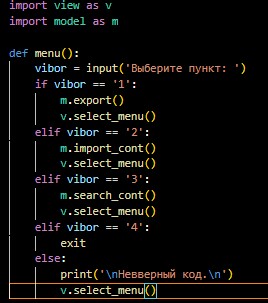 import view as v
import model as m
def menu():
    vibor = input('Выберите пункт: ')
    if vibor == '1':
        m.export()
        v.select_menu()
    elif vibor == '2':
        m.import_cont()
        v.select_menu()
    elif vibor == '3':
        m.search_cont()
        v.select_menu()
    elif vibor == '4':
        exit
    else:
        print('\nНевверный код.\n')
        v.select_menu()